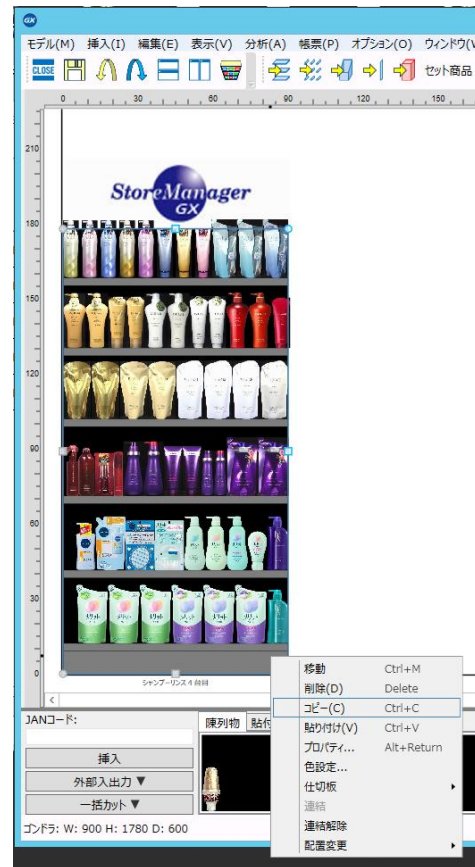 GX
モデル(M) 挿入(I) 編集(E) 表示(V) 分析(A) 帳票(P) オプション(O) ウィンドウ(V
CLOSE セット商品
0 30 60 90 120 150
210
StoreManager
GX
180
150
120
90
60
30
0
シャンプーリンス4前目
移動 Ctrl+M
削除(D) Delete
コピー(C) Ctrl+C
貼り付け(V) Ctrl+V
プロパティ... Alt+Return
色設定...
仕切板
連結
連結解除
配置変更
JANコード:
陳列物 貼付
挿入
外部入出力 ▼
一括カット ▼
ゴンドラ: W: 900 H: 1780 D: 600